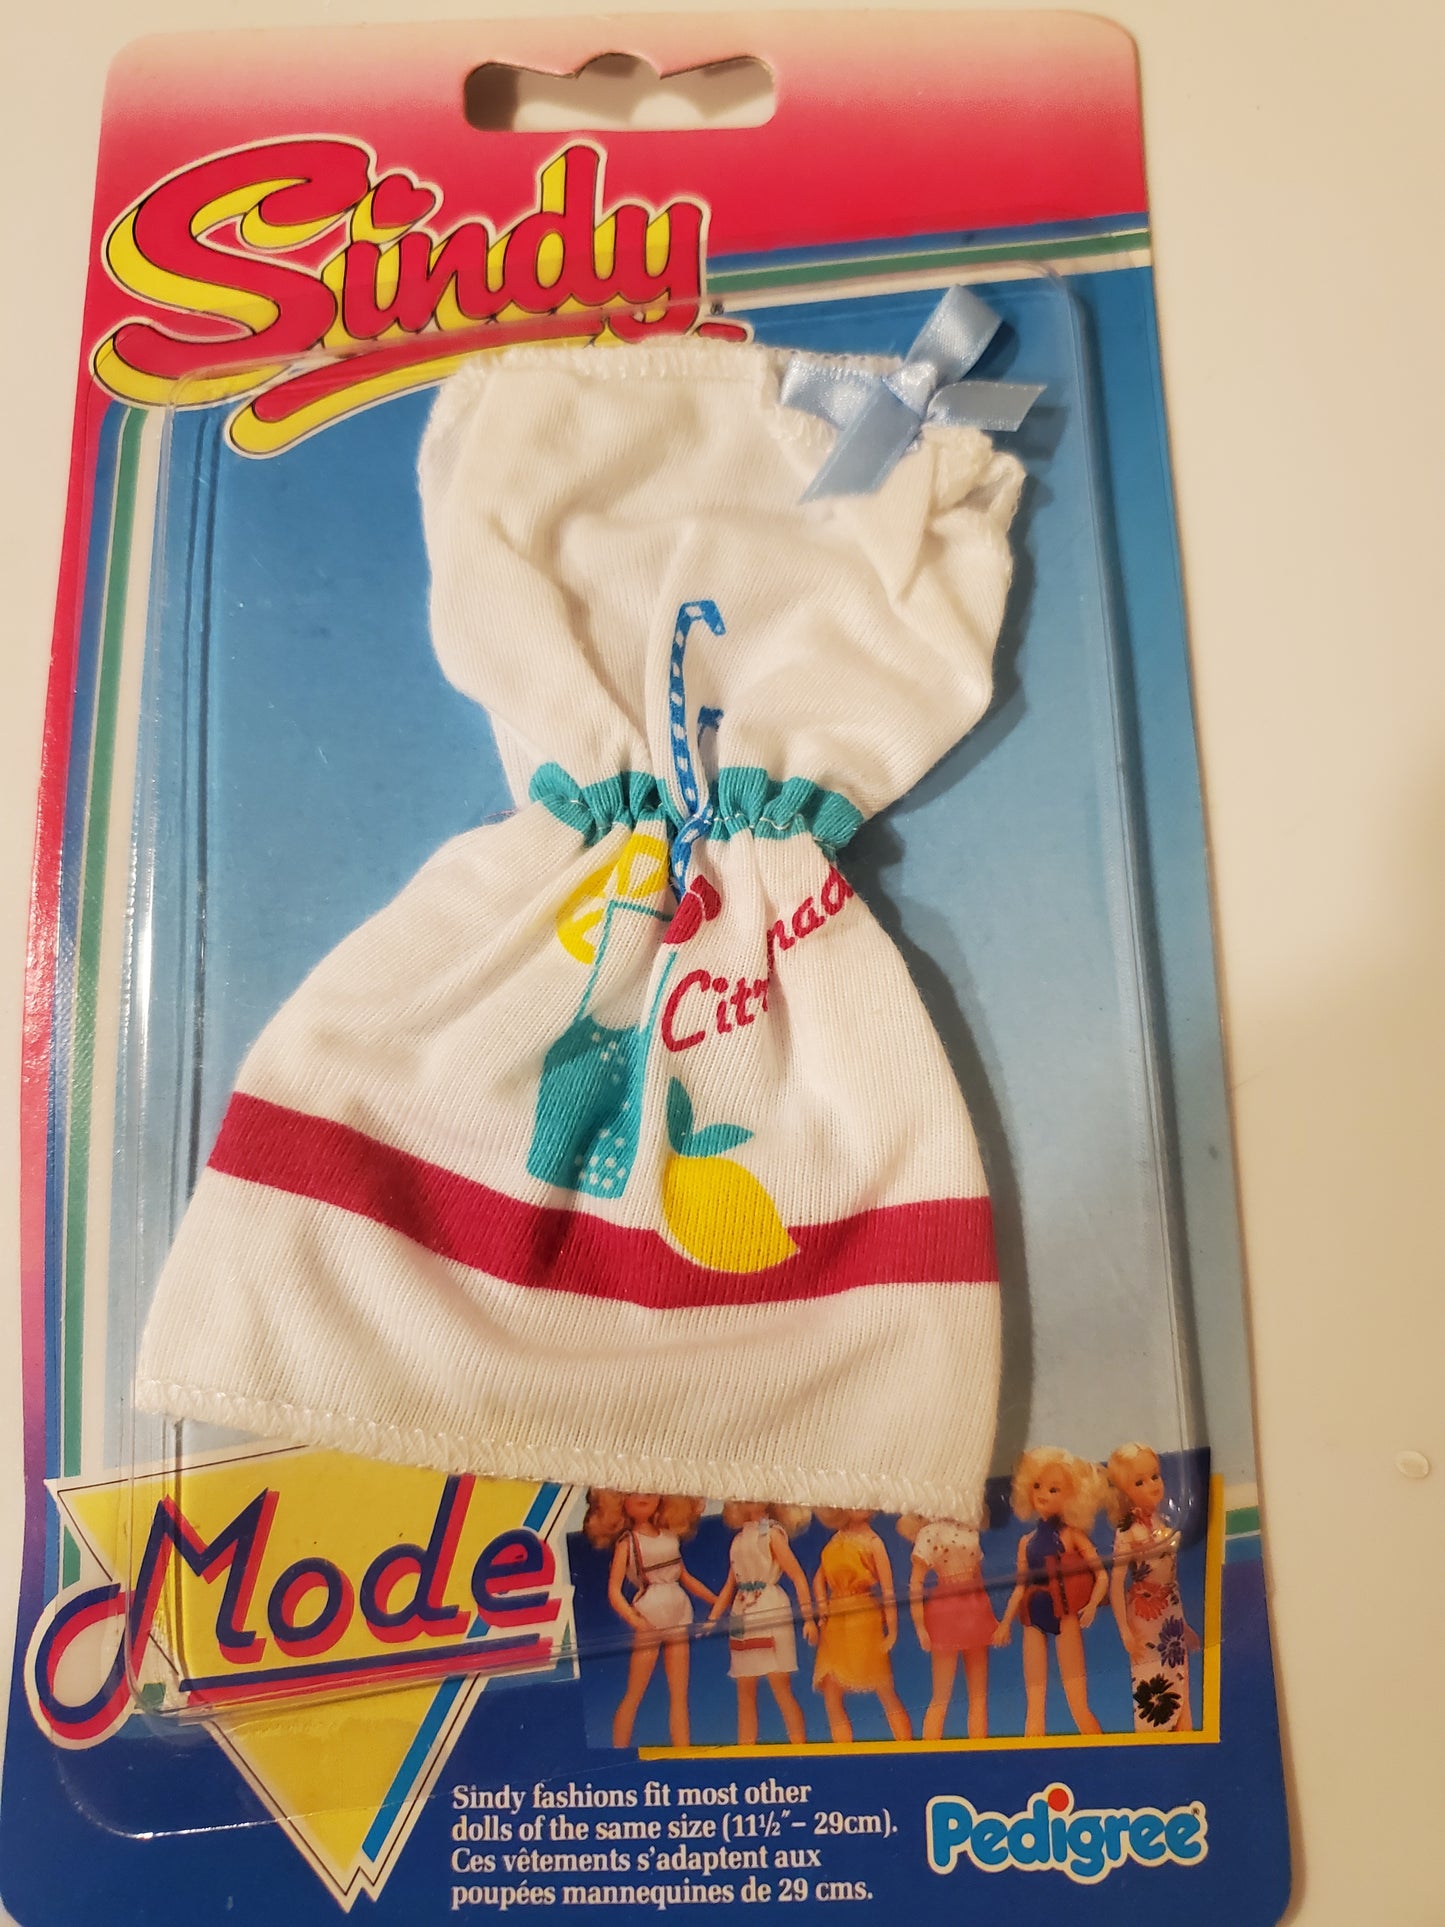 Sindy®
Citronad
Mode
Sindy fashions fit most other
dolls of the same size (11½″ – 29cm).
Ces vêtements s'adaptent aux
poupées mannequines de 29 cms.
Pedigree®